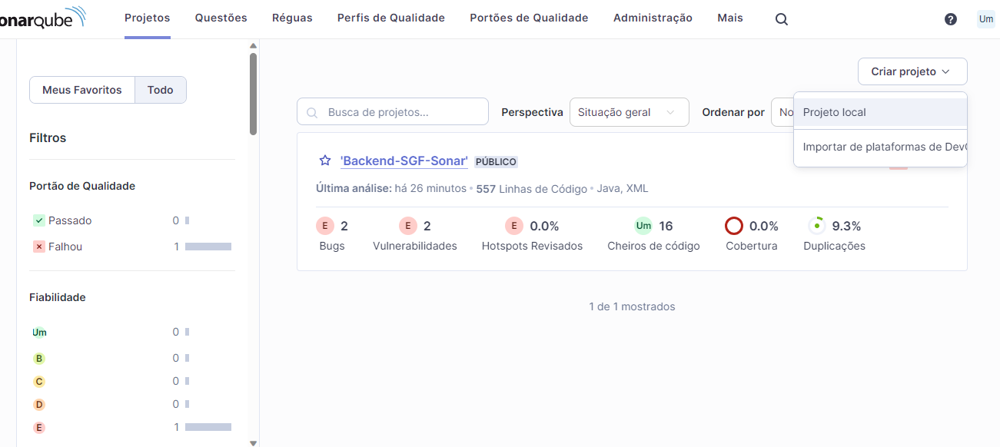 onarqube Projetos Questões Réguas Perfis de Qualidade Portões de Qualidade Administração Mais ? Um
Meus Favoritos Todo
Filtros
Portão de Qualidade
Passado 0
Falhou 1
Fiabilidade
Um 0
B 0
C 0
D 0
E 1
Criar projeto
Projeto local
Importar de plataformas de Dev
Busca de projetos... Perspectiva Situação geral Ordenar por No
'Backend-SGF-Sonar' PÚBLICO
Última análise: há 26 minutos • 557 Linhas de Código • Java, XML
E 2 E 2 E 0.0% Um 16 0.0% 9.3%
Bugs Vulnerabilidades Hotspots Revisados Cheiros de código Cobertura Duplicações
1 de 1 mostrados